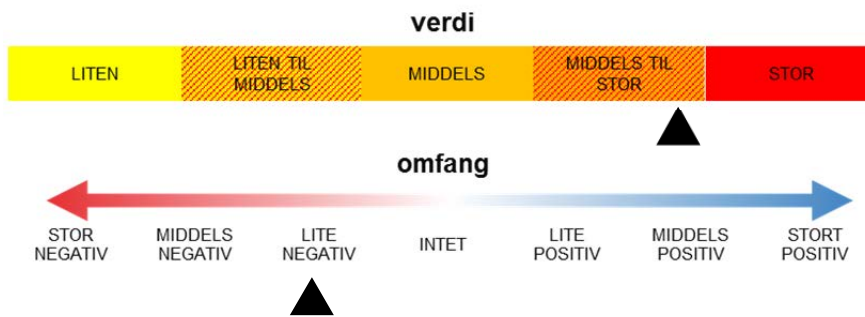 verdi
LITEN
LITEN TIL
MIDDELS
MIDDELS
MIDDELS TIL
STOR
STOR
omfang
STOR
NEGATIV
MIDDELS
NEGATIV
LITE
NEGATIV
INTET
LITE
POSITIV
MIDDELS
POSITIV
STORT
POSITIV